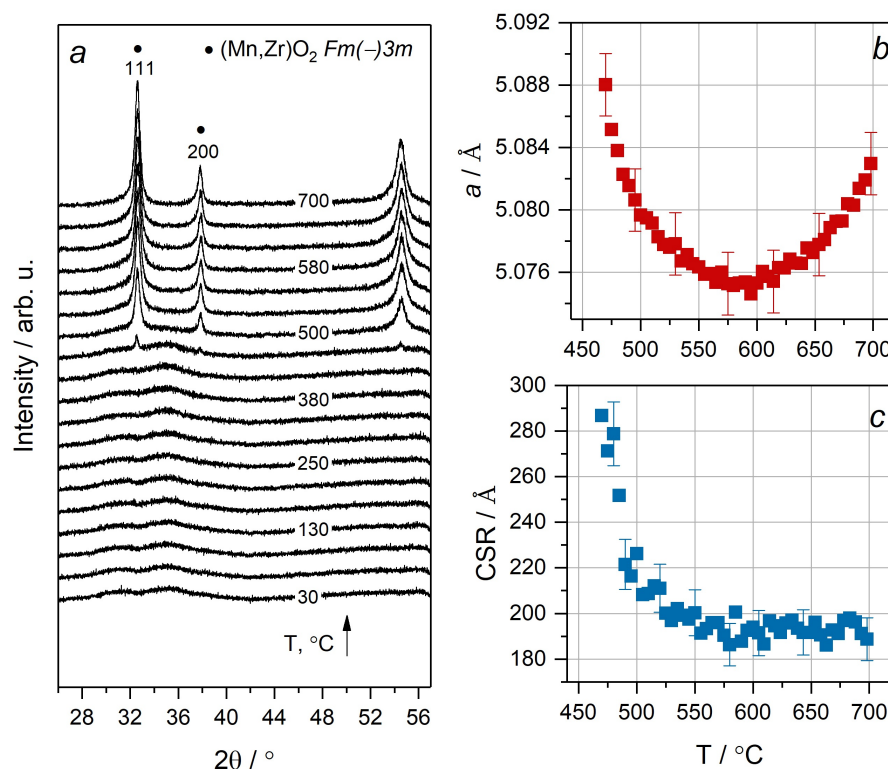 a
• (Mn,Zr)O2 Fm(–)3m
•
111
•
200
700
580
500
380
250
130
30
T, °C
Intensity / arb. u.
28 32 36 40 44 48 52 56
2θ / °
b
5.092
5.088
5.084
5.080
5.076
a / Å
450 500 550 600 650 700
c
300
280
260
240
220
200
180
CSR / Å
450 500 550 600 650 700
T / °C